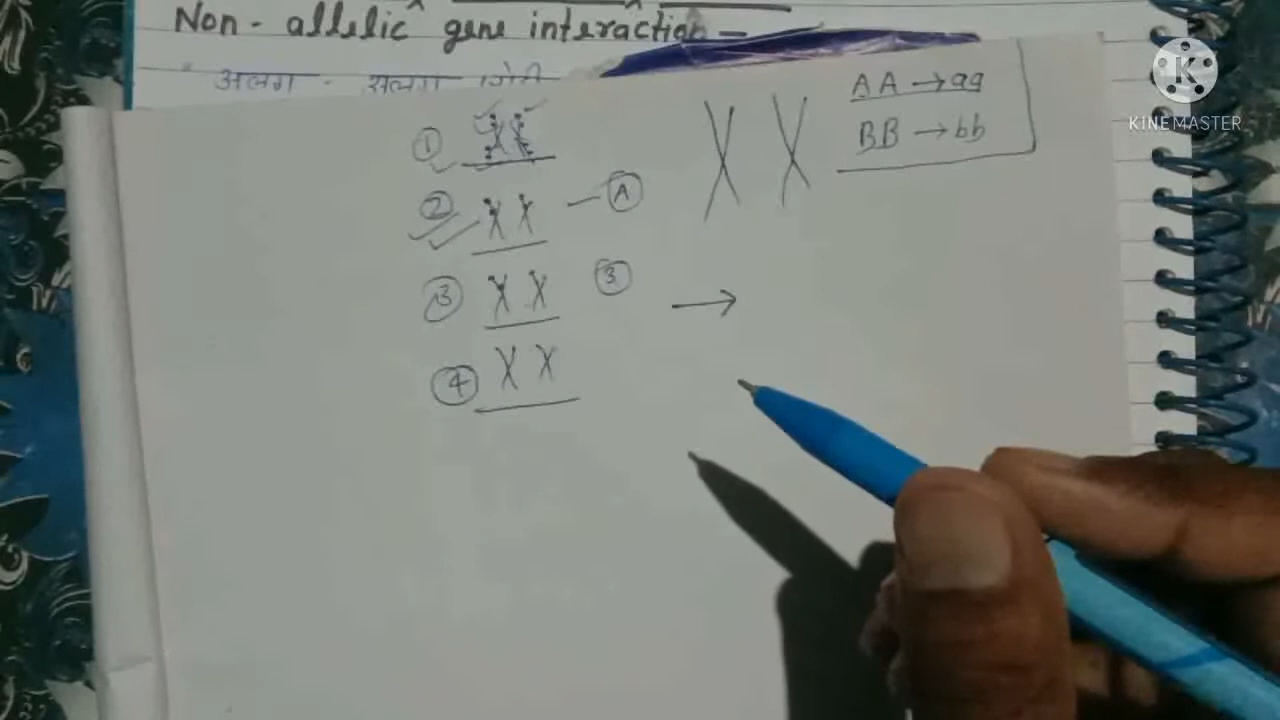 Non-allelic gene interaction -
अलग - अलग जीनो
①
② - Ⓐ
③ ③ →
④
AA → aa
BB → bb
KINEMASTER